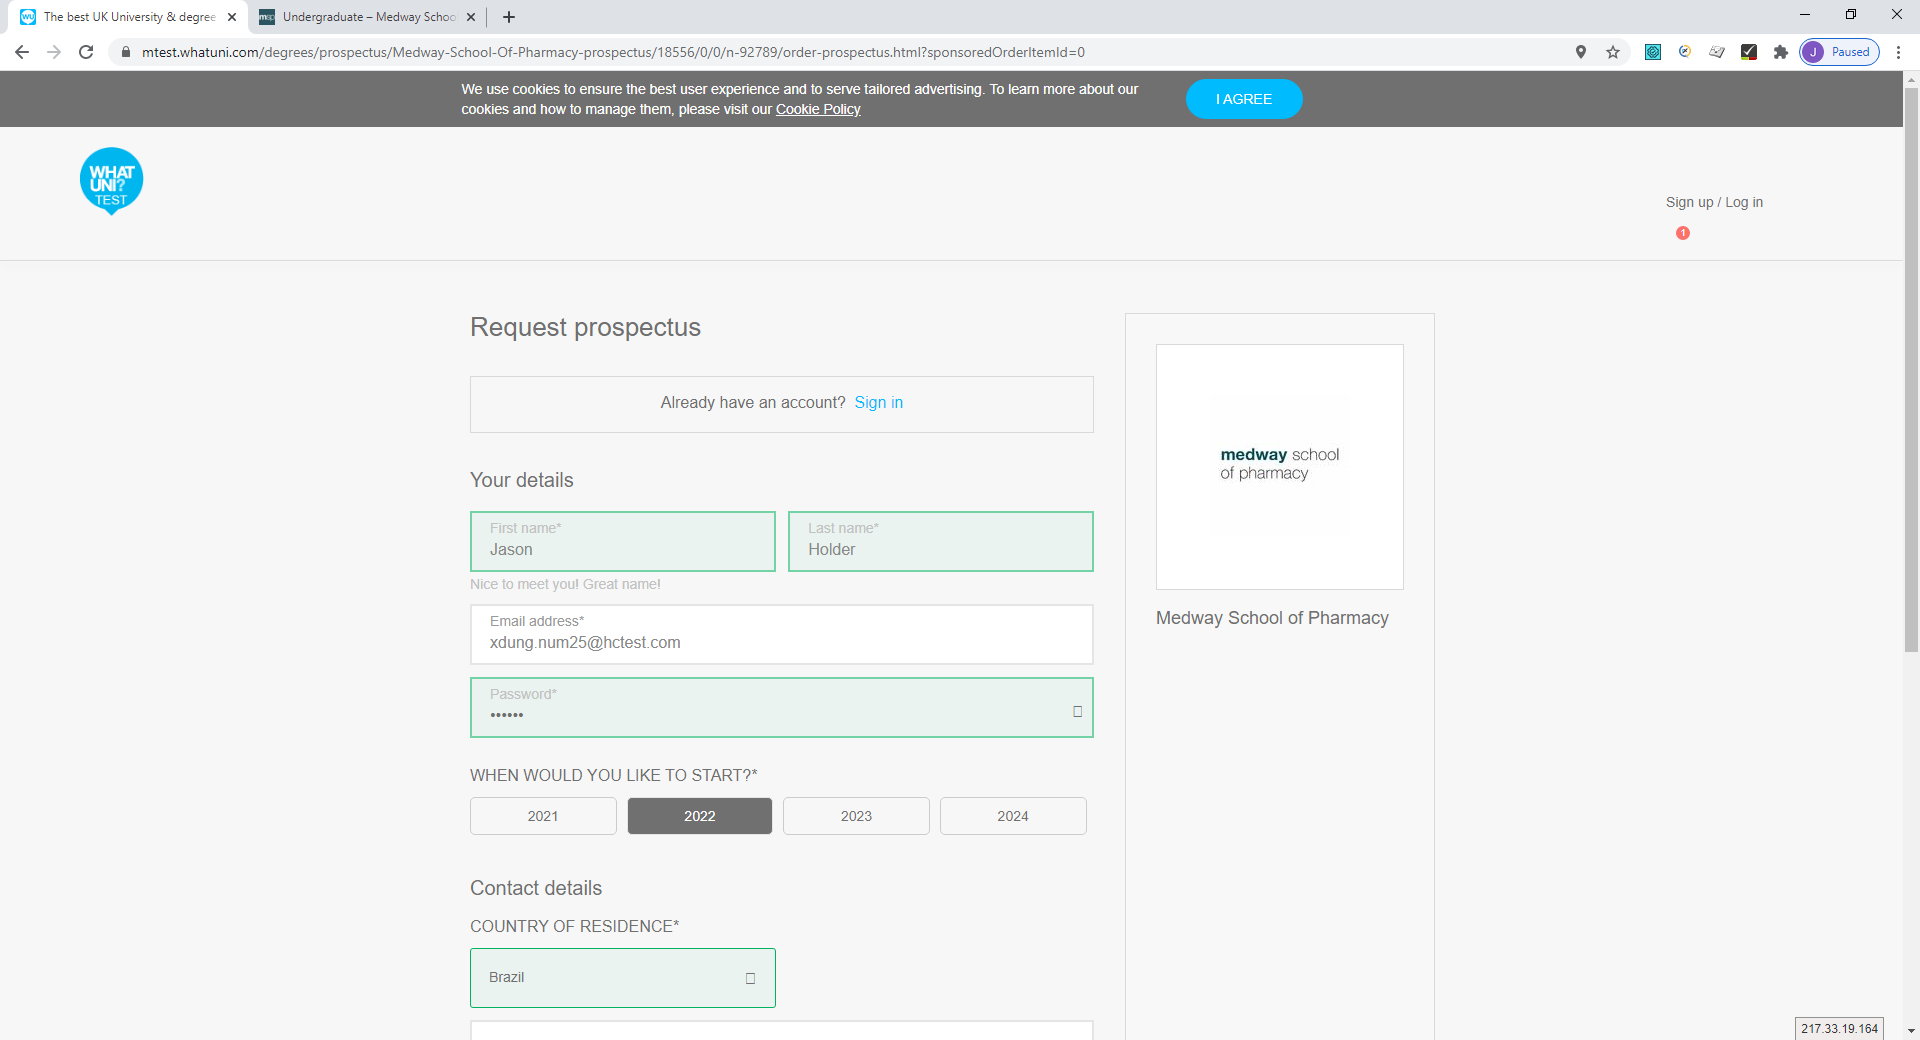 The best UK University & degree
Undergraduate – Medway Schoo
mtest.whatuni.com/degrees/prospectus/Medway-School-Of-Pharmacy-prospectus/18556/0/0/n-92789/order-prospectus.html?sponsoredOrderItemId=0
J Paused
We use cookies to ensure the best user experience and to serve tailored advertising. To learn more about our
cookies and how to manage them, please visit our Cookie Policy
I AGREE
WHAT
UNI?
TEST
Sign up / Log in
1
Request prospectus
Already have an account? Sign in
Your details
First name*
Jason
Last name*
Holder
Nice to meet you! Great name!
Email address*
xdung.num25@hctest.com
Password*
••••••
WHEN WOULD YOU LIKE TO START?*
2021 2022 2023 2024
Contact details
COUNTRY OF RESIDENCE*
Brazil
medway school
of pharmacy
Medway School of Pharmacy
217.33.19.164